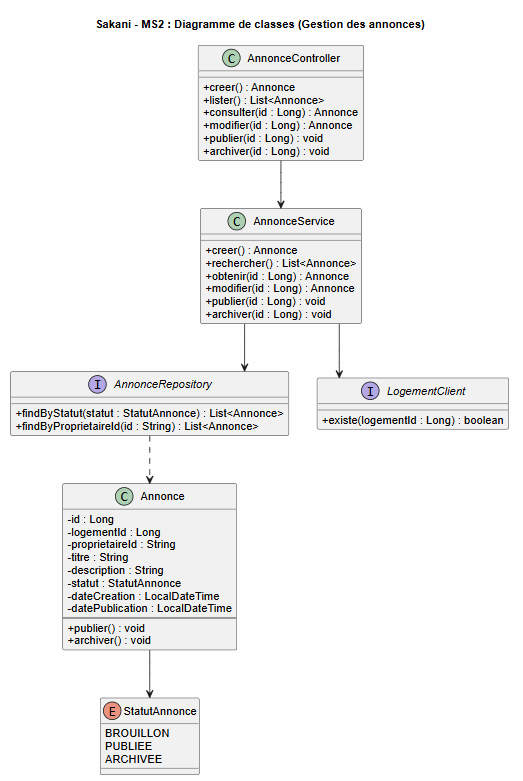 Sakani - MS2 : Diagramme de classes (Gestion des annonces)
C AnnonceController
+creer() : Annonce
+lister() : List<Annonce>
+consulter(id : Long) : Annonce
+modifier(id : Long) : Annonce
+publier(id : Long) : void
+archiver(id : Long) : void
C AnnonceService
+creer() : Annonce
+rechercher() : List<Annonce>
+obtenir(id : Long) : Annonce
+modifier(id : Long) : Annonce
+publier(id : Long) : void
+archiver(id : Long) : void
I AnnonceRepository
+findByStatut(statut : StatutAnnonce) : List<Annonce>
+findByProprietaireId(id : String) : List<Annonce>
I LogementClient
+existe(logementId : Long) : boolean
C Annonce
-id : Long
-logementId : Long
-proprietaireId : String
-titre : String
-description : String
-statut : StatutAnnonce
-dateCreation : LocalDateTime
-datePublication : LocalDateTime
+publier() : void
+archiver() : void
E StatutAnnonce
BROUILLON
PUBLIEE
ARCHIVEE